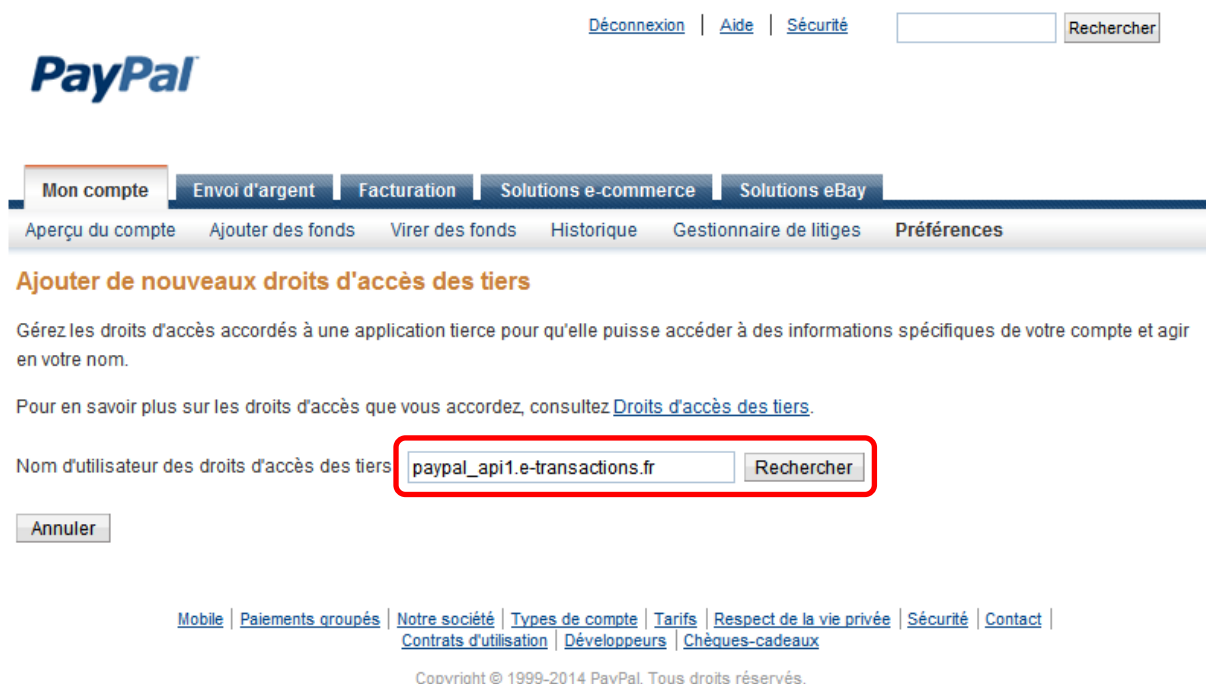 Déconnexion | Aide | Sécurité Rechercher
PayPal
Mon compte Envoi d'argent Facturation Solutions e-commerce Solutions eBay
Aperçu du compte Ajouter des fonds Virer des fonds Historique Gestionnaire de litiges Préférences
Ajouter de nouveaux droits d'accès des tiers
Gérez les droits d'accès accordés à une application tierce pour qu'elle puisse accéder à des informations spécifiques de votre compte et agir
en votre nom.
Pour en savoir plus sur les droits d'accès que vous accordez, consultez Droits d'accès des tiers.
Nom d'utilisateur des droits d'accès des tiers paypal_api1.e-transactions.fr Rechercher
Annuler
Mobile | Paiements groupés | Notre société | Types de compte | Tarifs | Respect de la vie privée | Sécurité | Contact |
Contrats d'utilisation | Développeurs | Chèques-cadeaux
Copyright © 1999-2014 PayPal. Tous droits réservés.